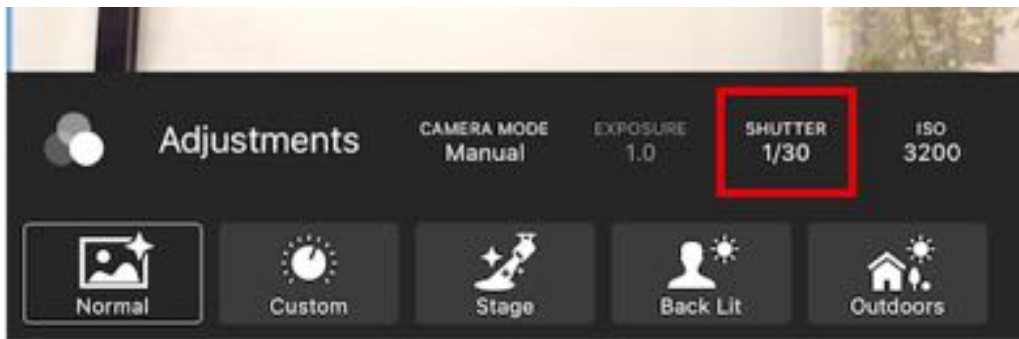 Adjustments
CAMERA MODE
Manual
EXPOSURE
1.0
SHUTTER
1/30
ISO
3200
Normal
Custom
Stage
Back Lit
Outdoors